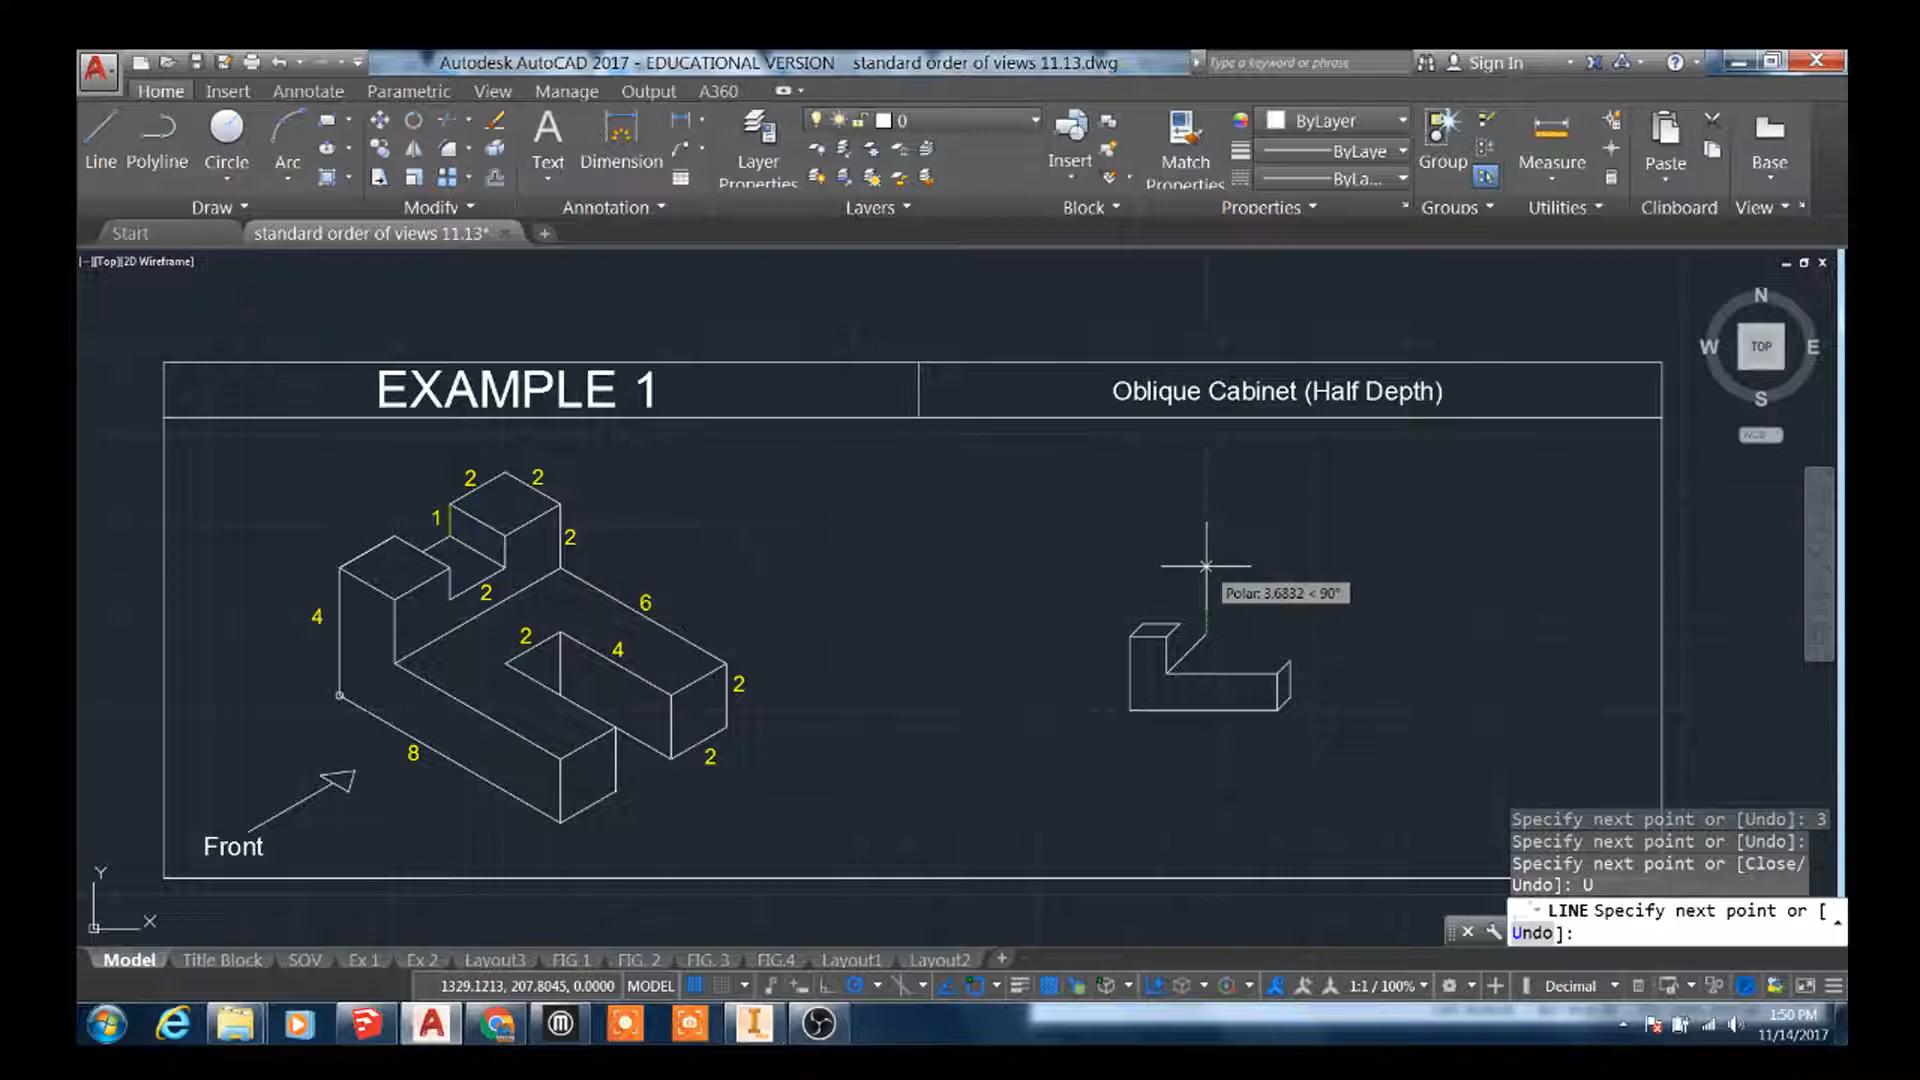 Autodesk AutoCAD 2017 - EDUCATIONAL VERSION standard order of views 11.13.dwg
Type a keyword or phrase
Sign In
Home Insert Annotate Parametric View Manage Output A360
0
ByLayer
ByLaye
ByLa...
Line Polyline Circle Arc
Text Dimension
Layer
Properties
Insert
Match
Properties
Group
Measure
Paste
Base
Draw Modify Annotation Layers Block Properties Groups Utilities Clipboard View
Start
standard order of views 11.13*
[-][Top][2D Wireframe]
N
W TOP E
S
EXAMPLE 1
Oblique Cabinet (Half Depth)
2 2
1
2
4
2
6
2
4
2
8
2
Polar: 3.6832 < 90°
Front
Y
X
Specify next point or [Undo]: 3
Specify next point or [Undo]:
Specify next point or [Close/
Undo]: U
LINE Specify next point or [
Undo]:
Model Title Block SOV Ex 1 Ex 2 Layout3 FIG 1 FIG. 2 FIG. 3 FIG.4 Layout1 Layout2
1329.1213, 207.8045, 0.0000 MODEL
1:1 / 100%
Decimal
1:50 PM
11/14/2017